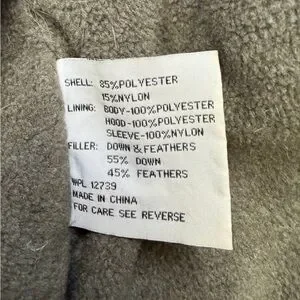 SHELL: 85%POLYESTER
15%NYLON
LINING: BODY-100%POLYESTER
HOOD-100%POLYESTER
SLEEVE-100%NYLON
FILLER: DOWN &FEATHERS
55% DOWN
45% FEATHERS
WPL 12739
MADE IN CHINA
FOR CARE SEE REVERSE